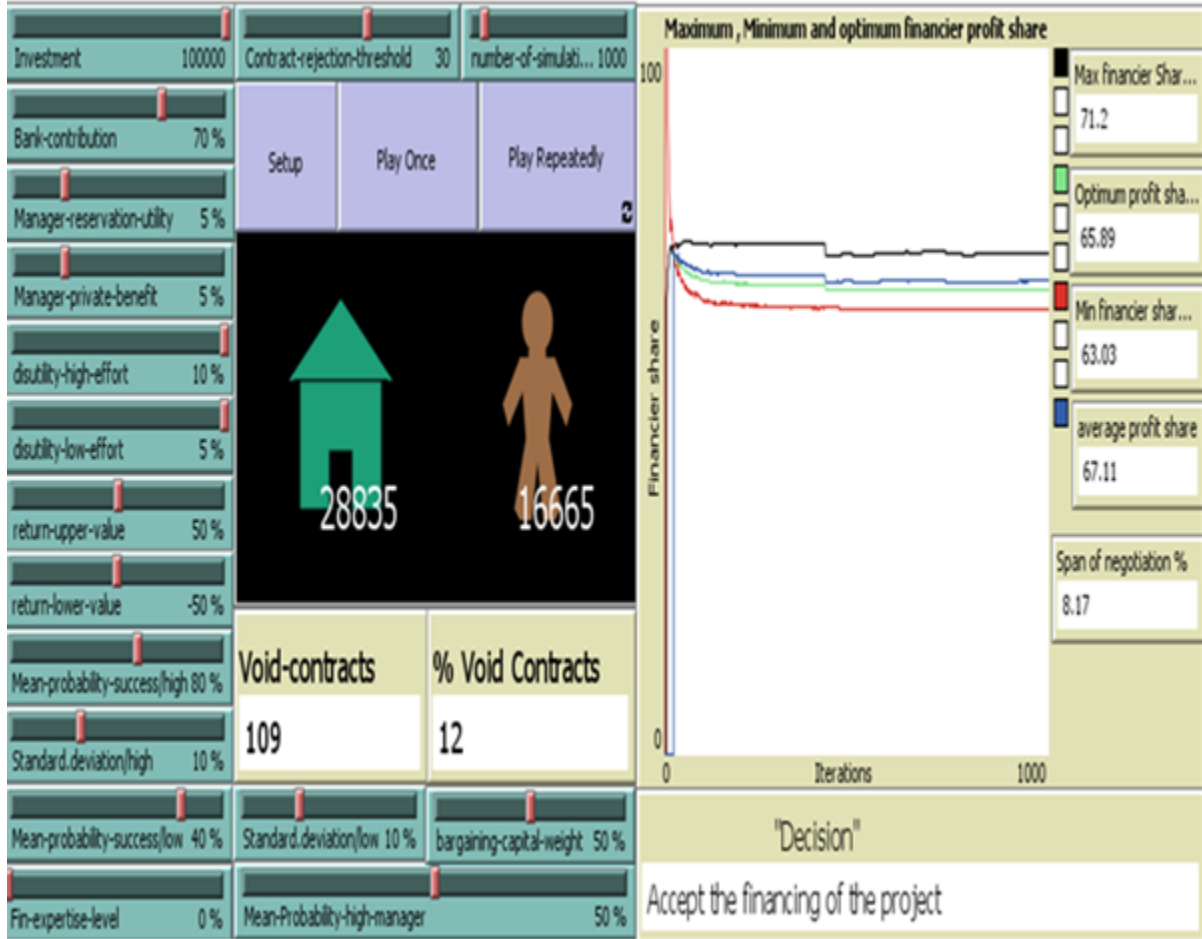 Investment 100000
Contract-rejection-threshold 30
number-of-simulati... 1000
Bank-contribution 70 %
Manager-reservation-utility 5 %
Manager-private-benefit 5 %
disutility-high-effort 10 %
disutility-low-effort 5 %
return-upper-value 50 %
return-lower-value -50 %
Mean-probability-success/high 80 %
Standard.deviation/high 10 %
Mean-probability-success/low 40 %
Standard.deviation/low 10 %
bargaining-capital-weight 50 %
Fin-expertise-level 0 %
Mean-Probability-high-manager 50 %
Setup
Play Once
Play Repeatedly
28835
16665
Void-contracts
109
% Void Contracts
12
Maximum , Minimum and optimum financier profit share
100
Financier share
0
0
Iterations
1000
Max financier Shar...
71.2
Optimum profit sha...
65.89
Min financier shar...
63.03
average profit share
67.11
Span of negotiation %
8.17
"Decision"
Accept the financing of the project